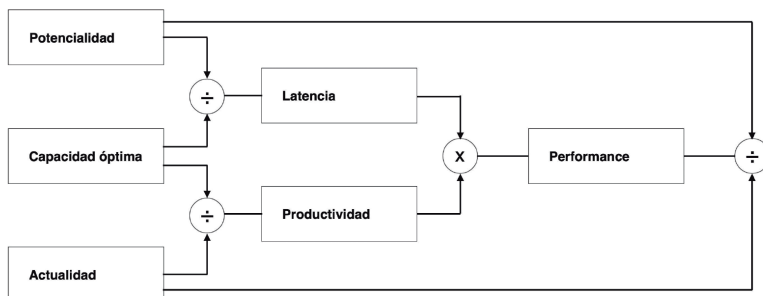 Potencialidad
÷
Latencia
Capacidad óptima
X
Performance
÷
÷
Productividad
Actualidad